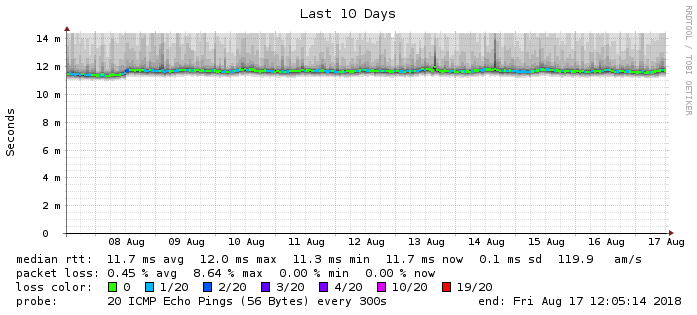 Last 10 Days
RRDTOOL / TOBI OETIKER
Seconds
14 m
12 m
10 m
8 m
6 m
4 m
2 m
0
08 Aug 09 Aug 10 Aug 11 Aug 12 Aug 13 Aug 14 Aug 15 Aug 16 Aug 17 Aug
median rtt: 11.7 ms avg 12.0 ms max 11.3 ms min 11.7 ms now 0.1 ms sd 119.9 am/s
packet loss: 0.45 % avg 8.64 % max 0.00 % min 0.00 % now
loss color: 0 1/20 2/20 3/20 4/20 10/20 19/20
probe: 20 ICMP Echo Pings (56 Bytes) every 300s end: Fri Aug 17 12:05:14 2018